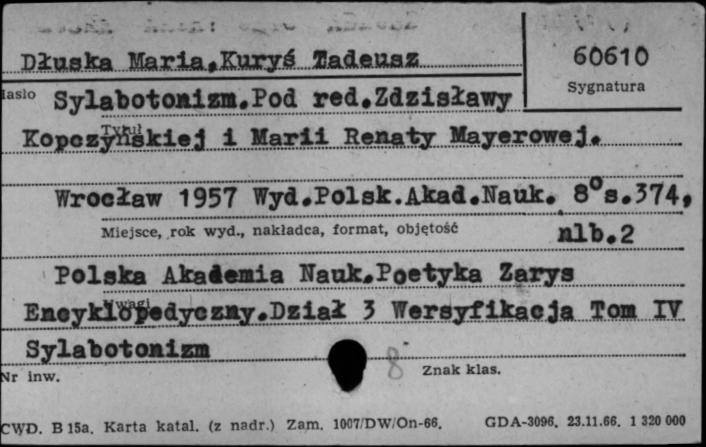 Dłuska Maria,Kuryś Tadeusz
60610
Sygnatura
Hasło
Sylabotonizm.Pod red.Zdzisławy
Tytuł
Kopczyńskiej i Marii Renaty Mayerowej.
Wrocław 1957 Wyd.Polsk.Akad.Nauk. 8° s.374,
Miejsce, rok wyd., nakładca, format, objętość
nlb.2
Polska Akademia Nauk.Poetyka Zarys
Uwagi
Encyklopedyczny.Dział 3 Wersyfikacja Tom IV
Sylabotonizm
8
Nr inw.
Znak klas.
CWD. B 15a. Karta katal. (z nadr.) Zam. 1007/DW/On-66. GDA-3096. 23.11.66. 1 320 000